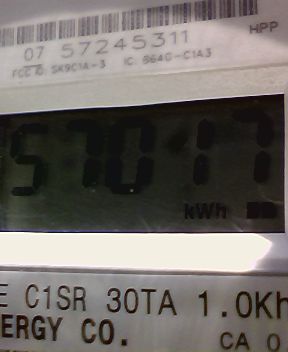 07 57245311
HPP
FCC ID: SK9C1A-3 IC: 864G-C1A3
57017
kWh
E C1SR 30TA 1.0Kh
ERGY CO. CA 0.